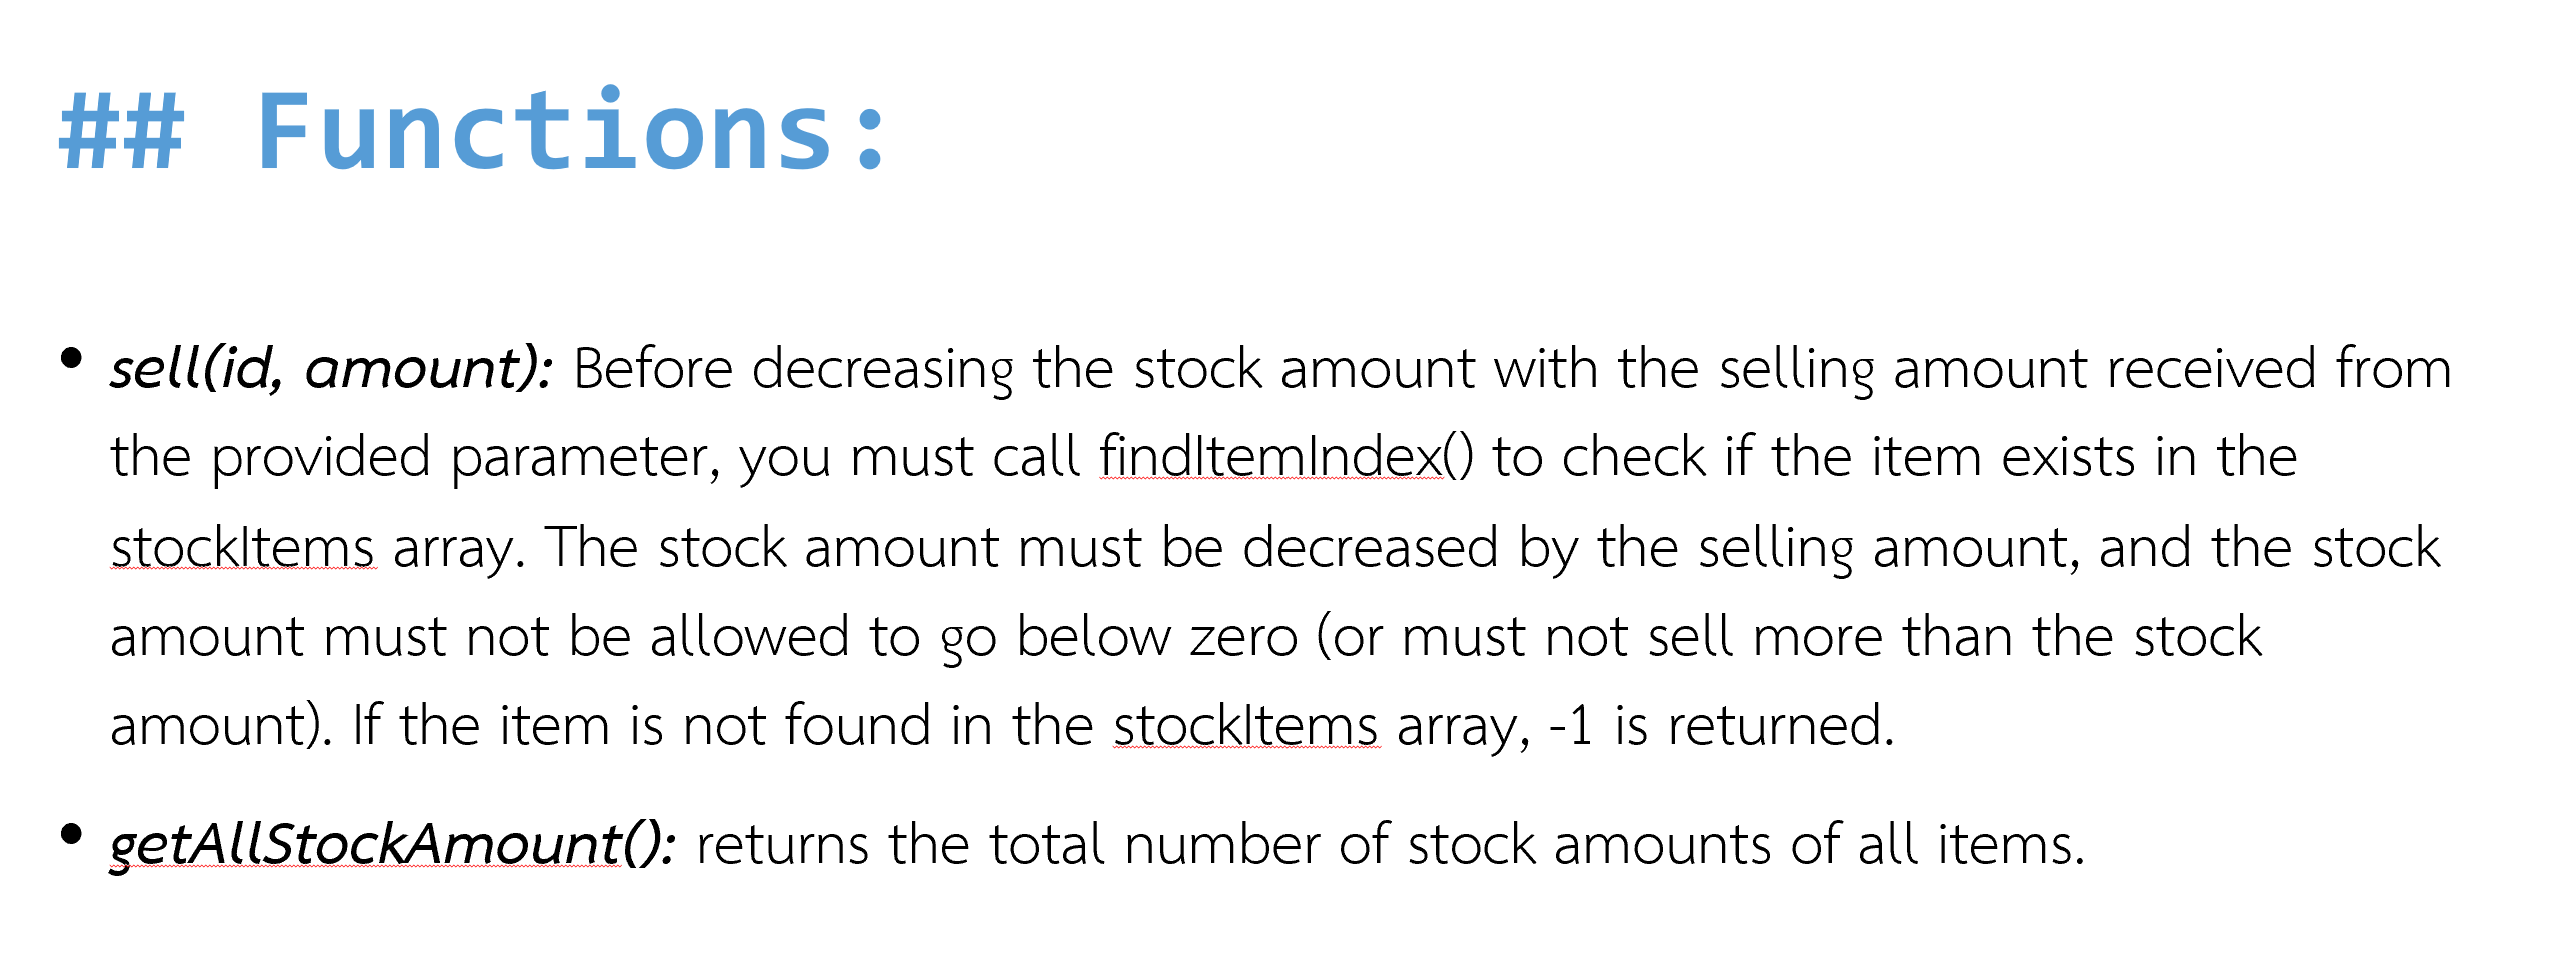 ## Functions:
• sell(id, amount): Before decreasing the stock amount with the selling amount received from
the provided parameter, you must call findItemIndex() to check if the item exists in the
stockItems array. The stock amount must be decreased by the selling amount, and the stock
amount must not be allowed to go below zero (or must not sell more than the stock
amount). If the item is not found in the stockItems array, -1 is returned.
• getAllStockAmount(): returns the total number of stock amounts of all items.